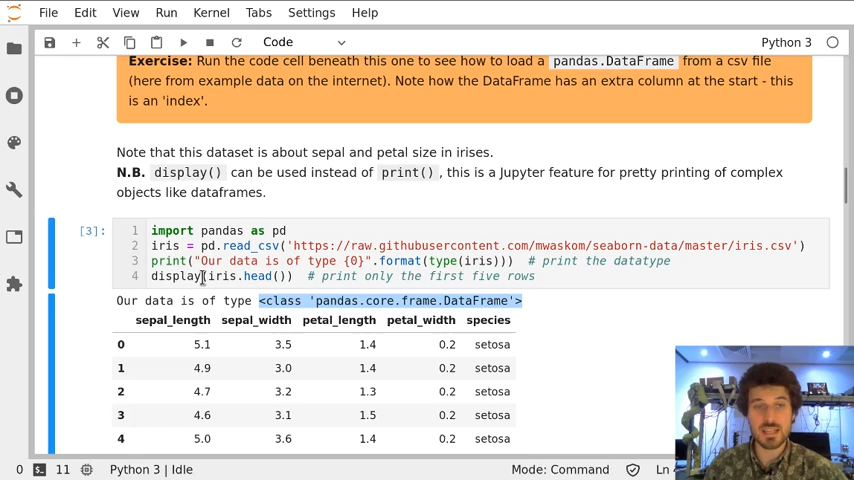 File Edit View Run Kernel Tabs Settings Help
Code Python 3
Exercise: Run the code cell beneath this one to see how to load a pandas.DataFrame from a csv file
(here from example data on the internet). Note how the DataFrame has an extra column at the start - this
is an 'index'.
Note that this dataset is about sepal and petal size in irises.
N.B. display() can be used instead of print(), this is a Jupyter feature for pretty printing of complex
objects like dataframes.
[3]: 1 import pandas as pd
2 iris = pd.read_csv('https://raw.githubusercontent.com/mwaskom/seaborn-data/master/iris.csv')
3 print("Our data is of type {0}".format(type(iris))) # print the datatype
4 display(iris.head()) # print only the first five rows
Our data is of type <class 'pandas.core.frame.DataFrame'>
sepal_length sepal_width petal_length petal_width species
0 5.1 3.5 1.4 0.2 setosa
1 4.9 3.0 1.4 0.2 setosa
2 4.7 3.2 1.3 0.2 setosa
3 4.6 3.1 1.5 0.2 setosa
4 5.0 3.6 1.4 0.2 setosa
0 11 Python 3 | Idle Mode: Command Ln